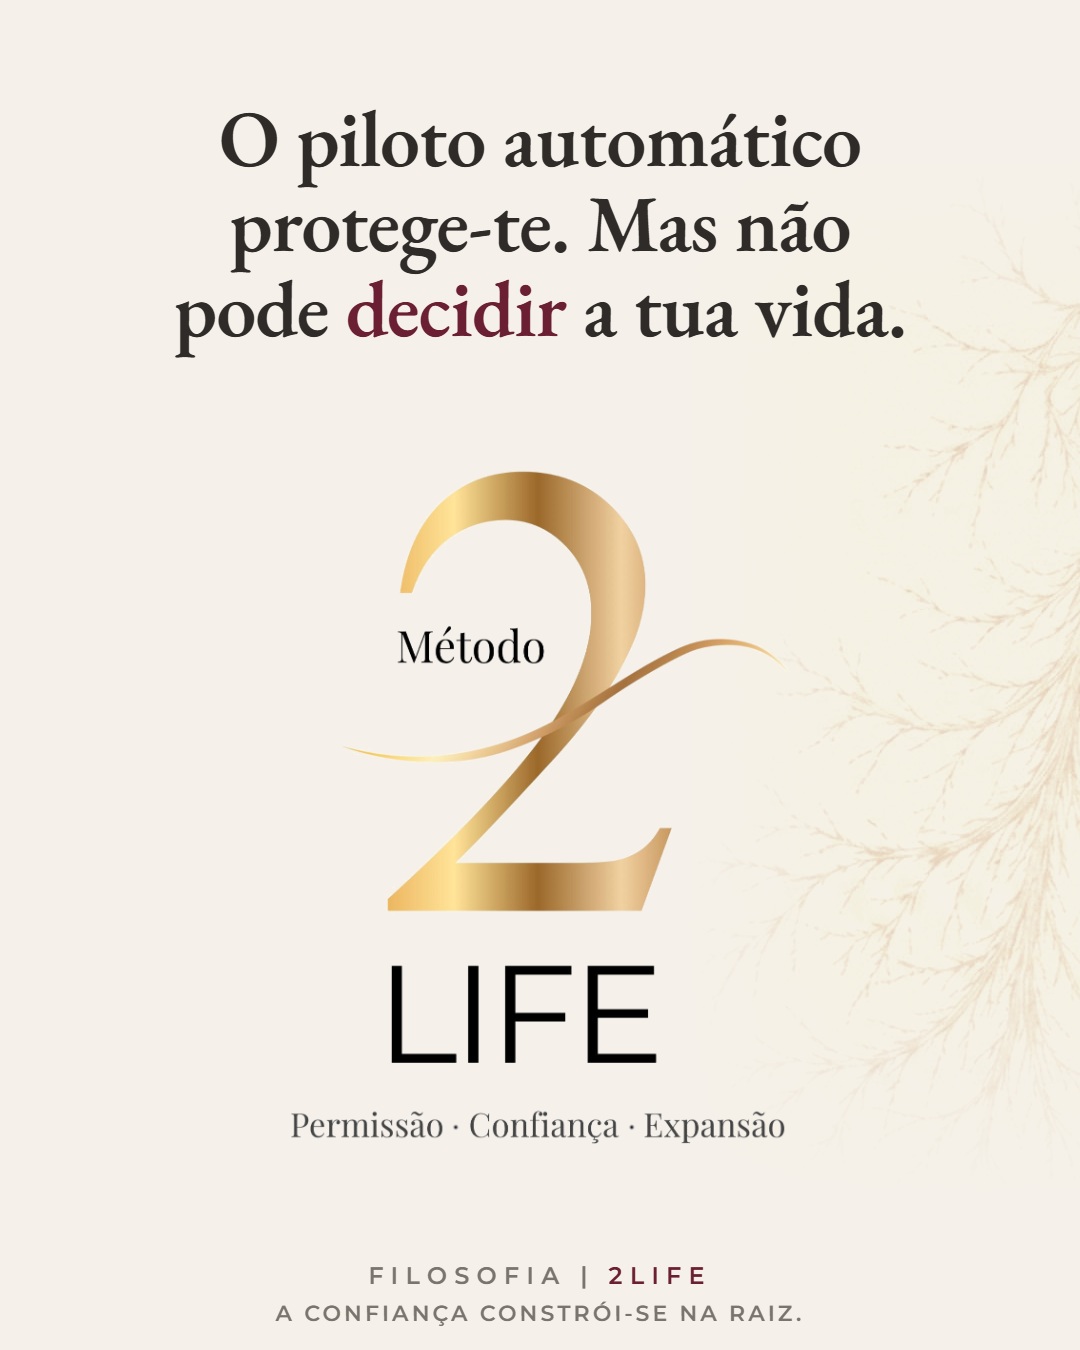 O piloto automático
protege-te. Mas não
pode decidir a tua vida.
2
Método
LIFE
Permissão · Confiança · Expansão
FILOSOFIA | 2LIFE
A CONFIANÇA CONSTRÓI-SE NA RAIZ.